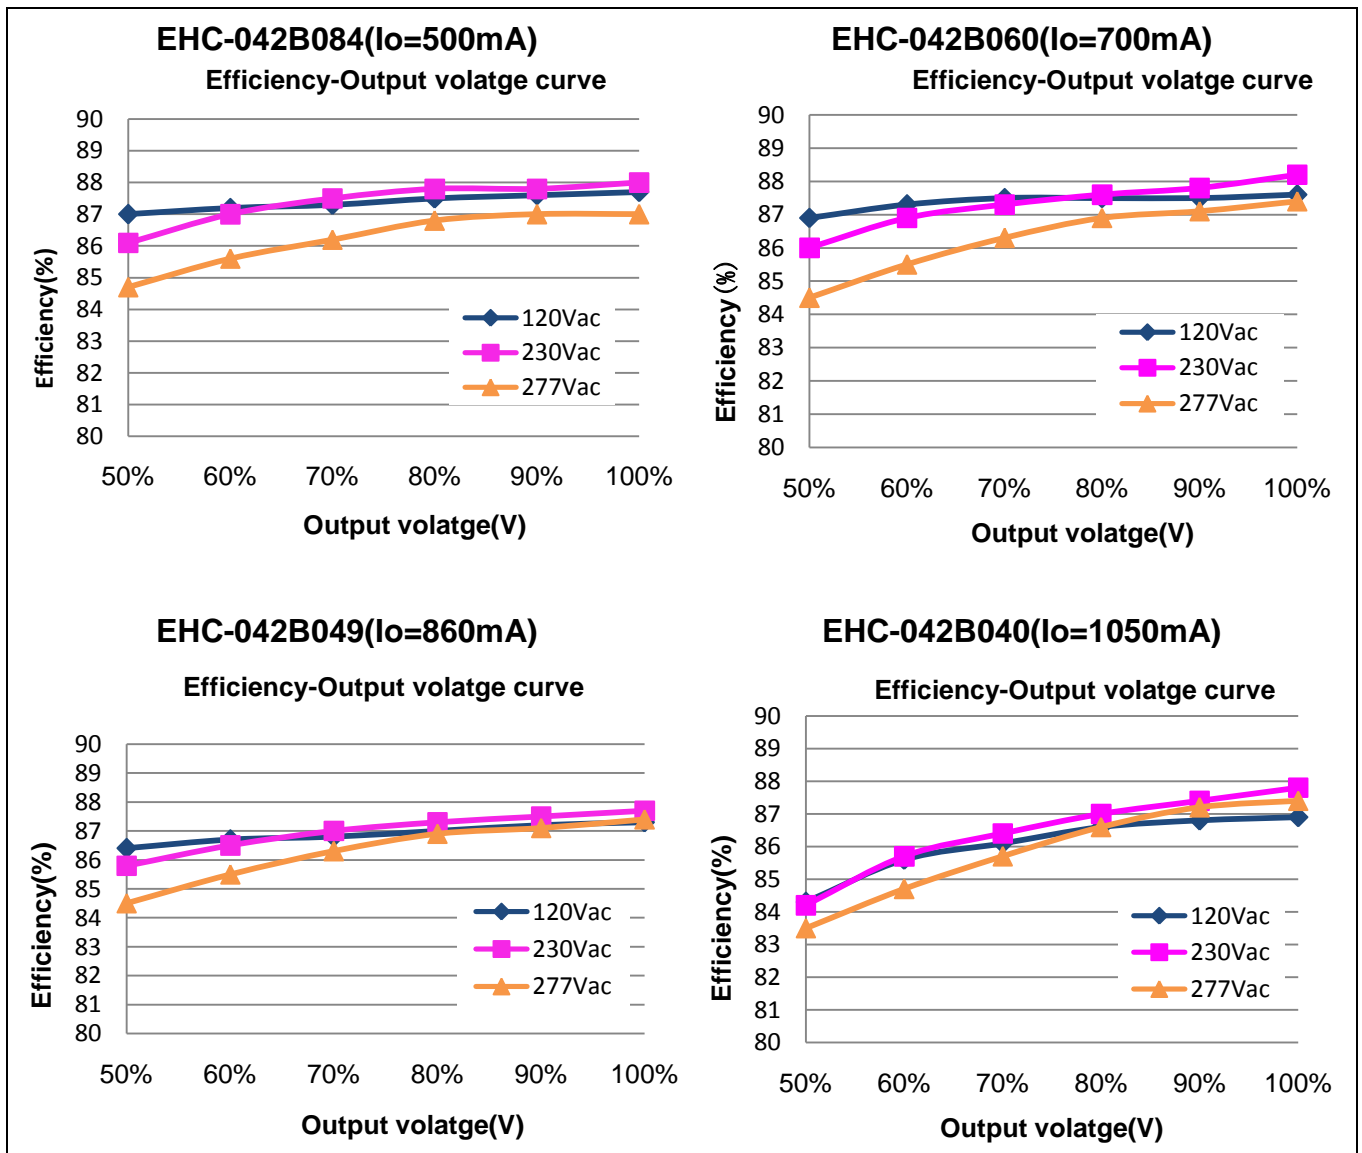 EHC-042B084(Io=500mA)
Efficiency-Output volatge curve
90
89
88
87
86
85
84
83
82
81
80
50% 60% 70% 80% 90% 100%
Efficiency(%)
Output volatge(V)
120Vac
230Vac
277Vac
EHC-042B060(Io=700mA)
Efficiency-Output volatge curve
90
89
88
87
86
85
84
83
82
81
80
50% 60% 70% 80% 90% 100%
Efficiency(%)
Output volatge(V)
120Vac
230Vac
277Vac
EHC-042B049(Io=860mA)
Efficiency-Output volatge curve
90
89
88
87
86
85
84
83
82
81
80
50% 60% 70% 80% 90% 100%
Efficiency(%)
Output volatge(V)
120Vac
230Vac
277Vac
EHC-042B040(Io=1050mA)
Efficiency-Output volatge curve
90
89
88
87
86
85
84
83
82
81
80
50% 60% 70% 80% 90% 100%
Efficiency(%)
Output volatge(V)
120Vac
230Vac
277Vac